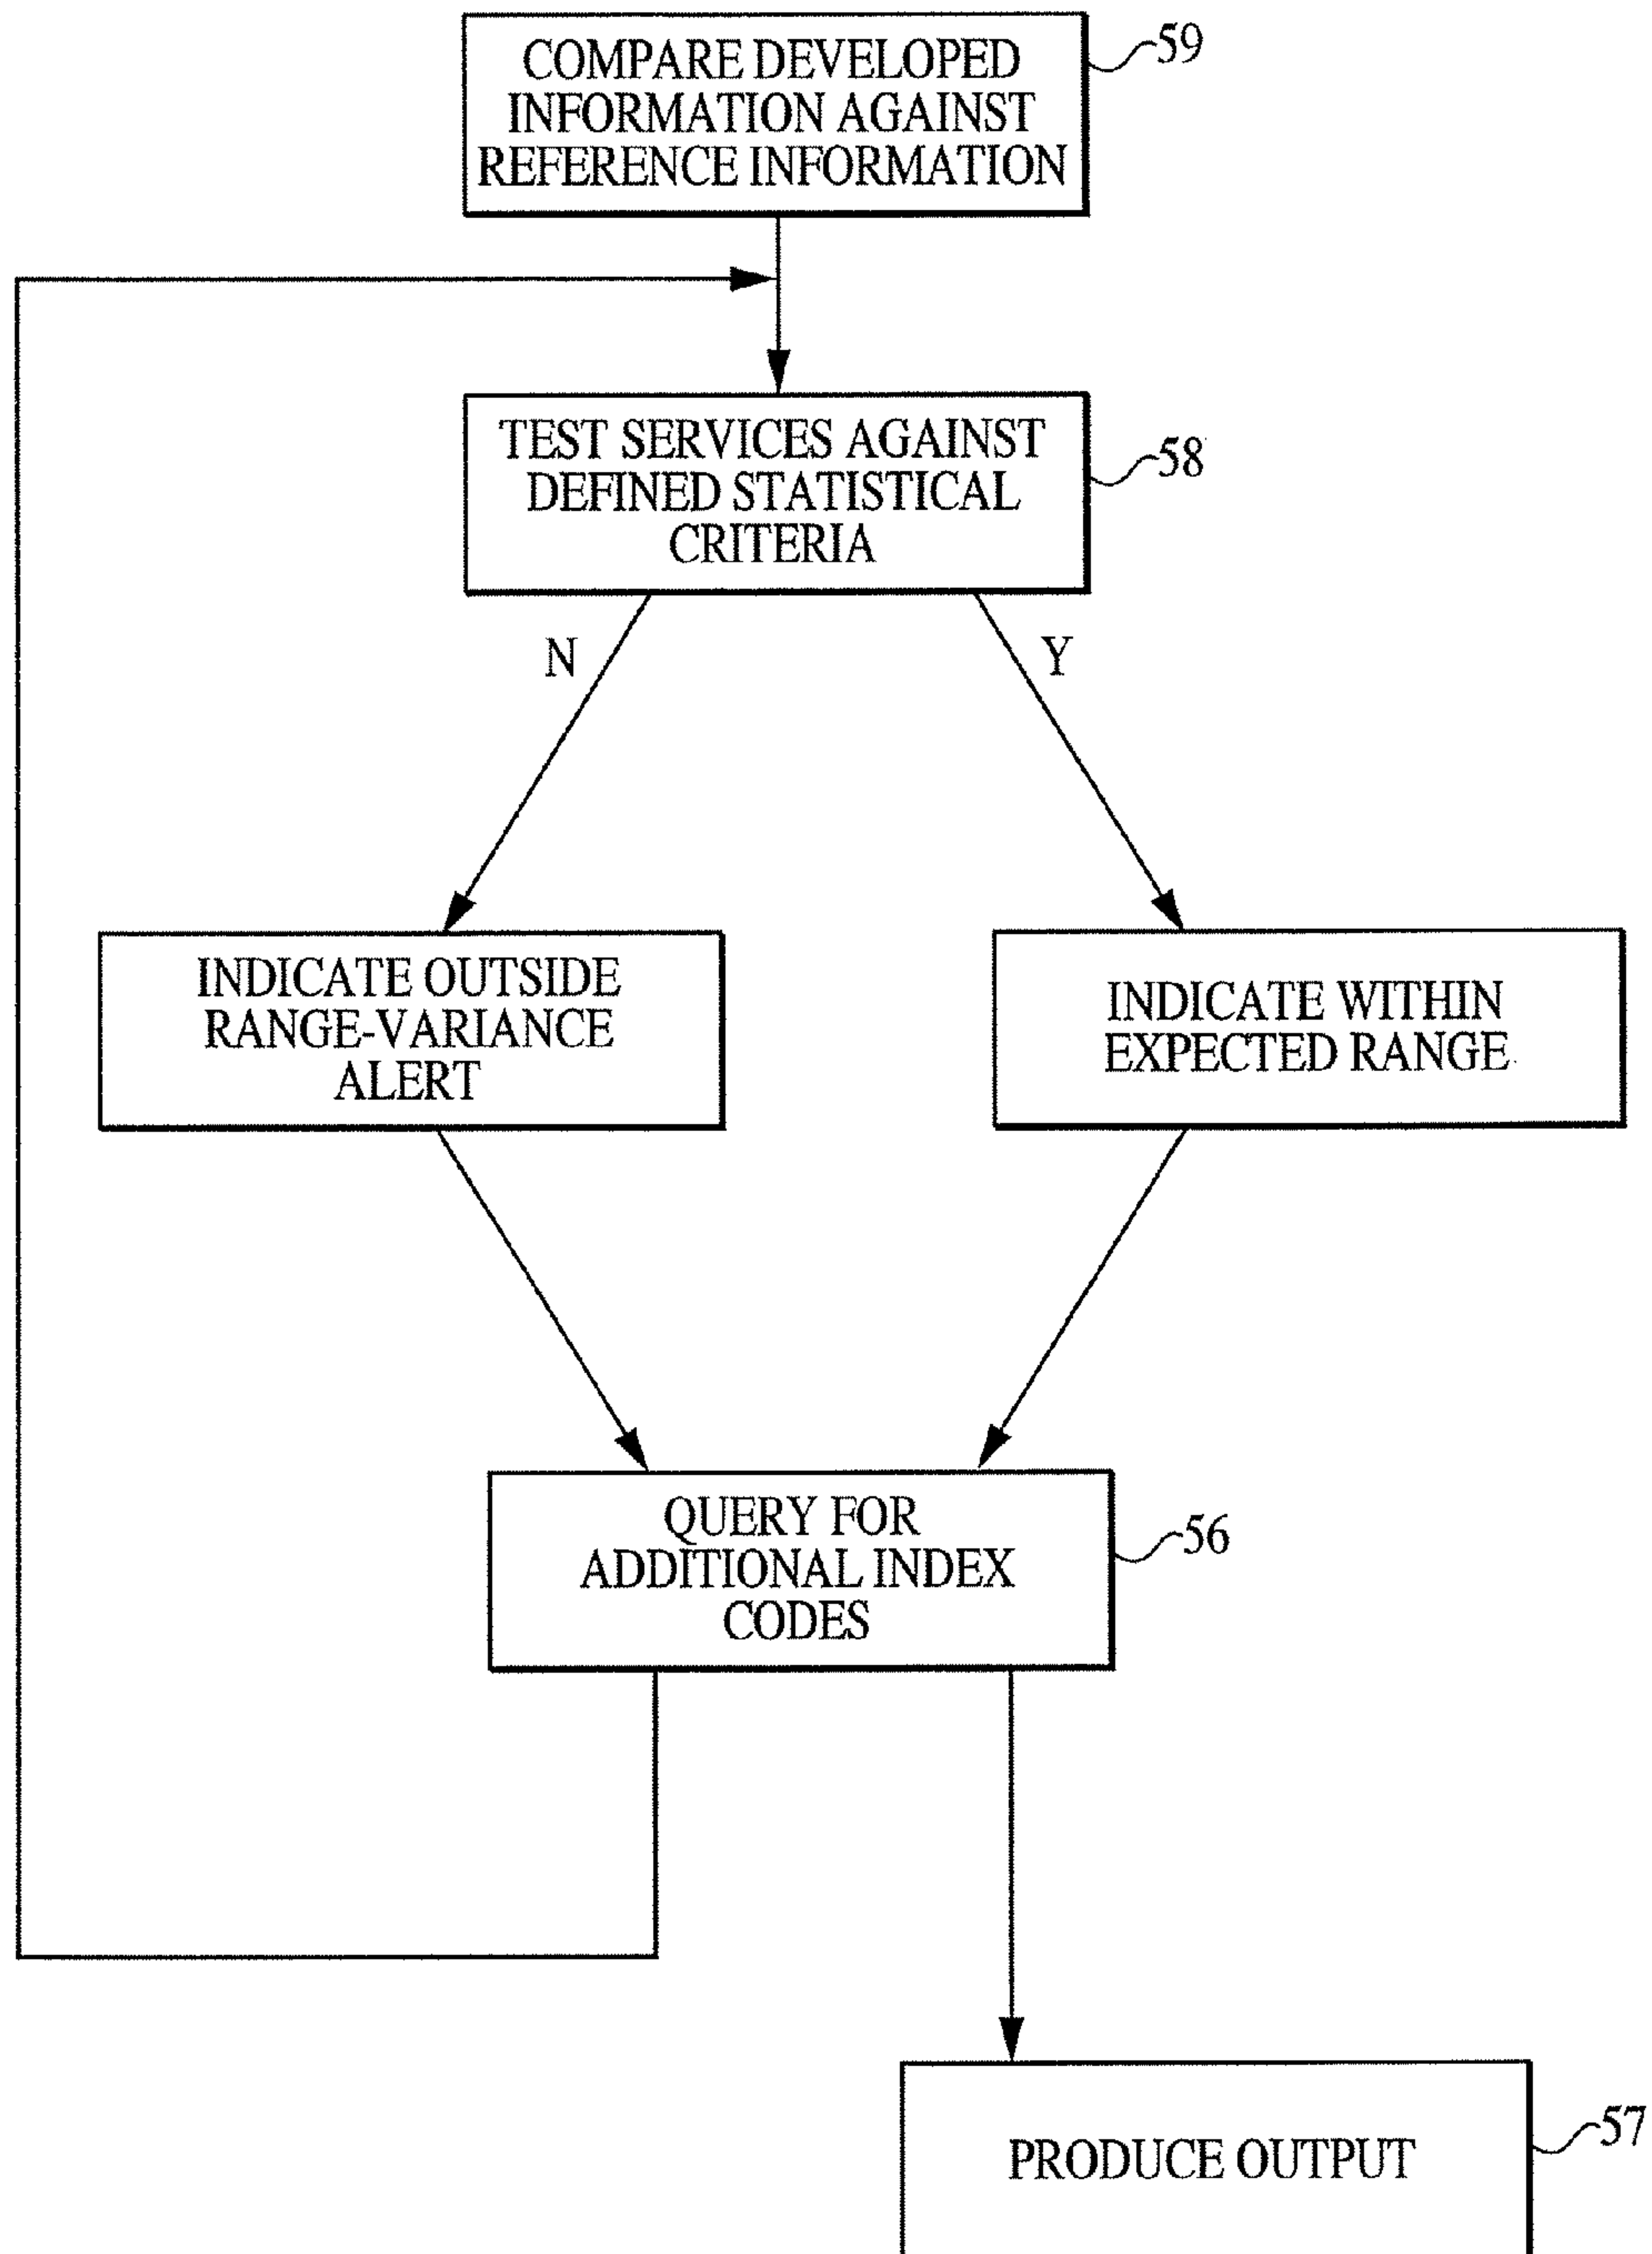 COMPARE DEVELOPED
INFORMATION AGAINST
REFERENCE INFORMATION
59
TEST SERVICES AGAINST
DEFINED STATISTICAL
CRITERIA
58
N
Y
INDICATE OUTSIDE
RANGE-VARIANCE
ALERT
INDICATE WITHIN
EXPECTED RANGE
QUERY FOR
ADDITIONAL INDEX
CODES
56
PRODUCE OUTPUT
57